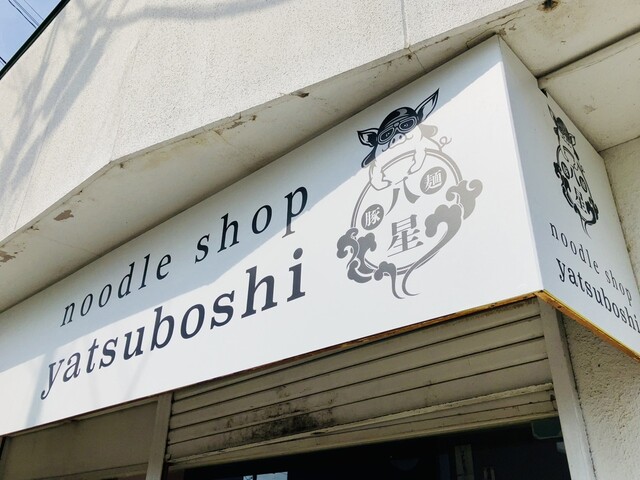 noodle shop
yatsuboshi
豚
八星
麺
noodle shop
yatsuboshi